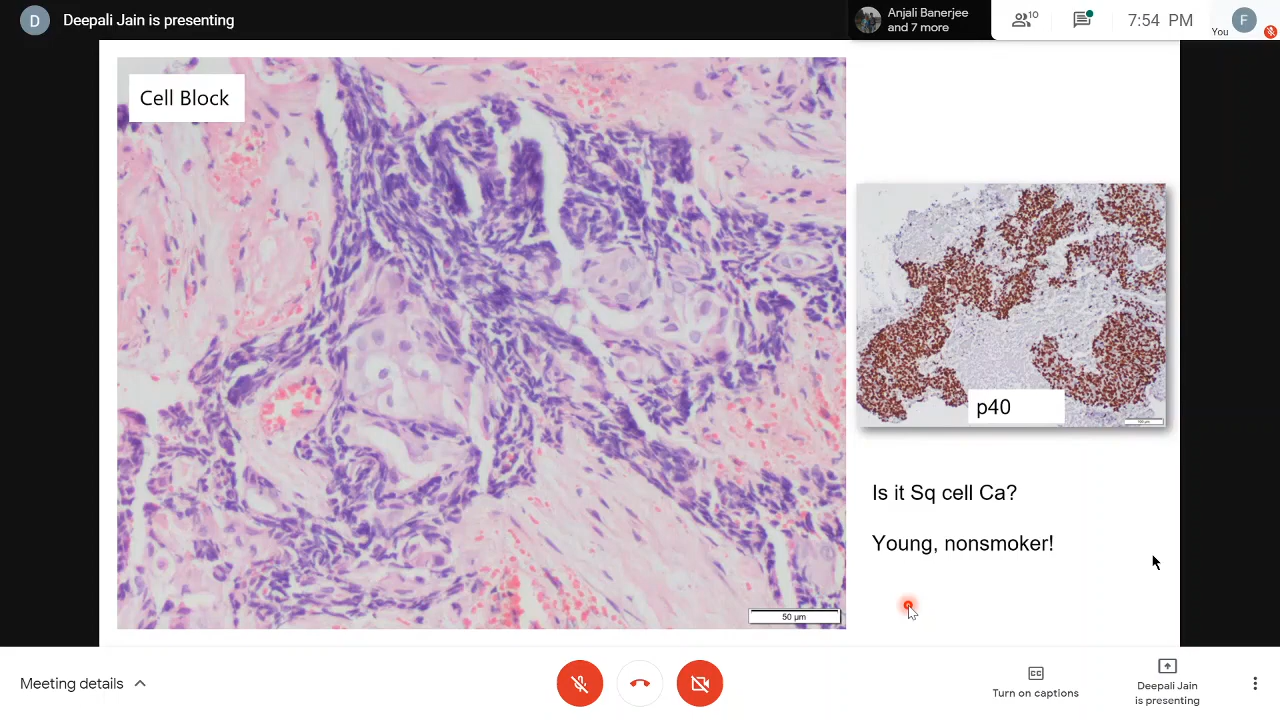 D
Deepali Jain is presenting
Anjali Banerjee
and 7 more
10
7:54 PM
You
F
Cell Block
50 µm
p40
Is it Sq cell Ca?
Young, nonsmoker!
Meeting details
CC
Turn on captions
Deepali Jain
is presenting